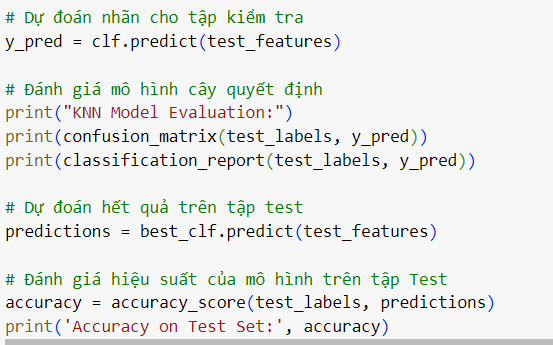 # Dự đoán nhãn cho tập kiểm tra
y_pred = clf.predict(test_features)
# Đánh giá mô hình cây quyết định
print("KNN Model Evaluation:")
print(confusion_matrix(test_labels, y_pred))
print(classification_report(test_labels, y_pred))
# Dự đoán hết quả trên tập test
predictions = best_clf.predict(test_features)
# Đánh giá hiệu suất của mô hình trên tập Test
accuracy = accuracy_score(test_labels, predictions)
print('Accuracy on Test Set:', accuracy)